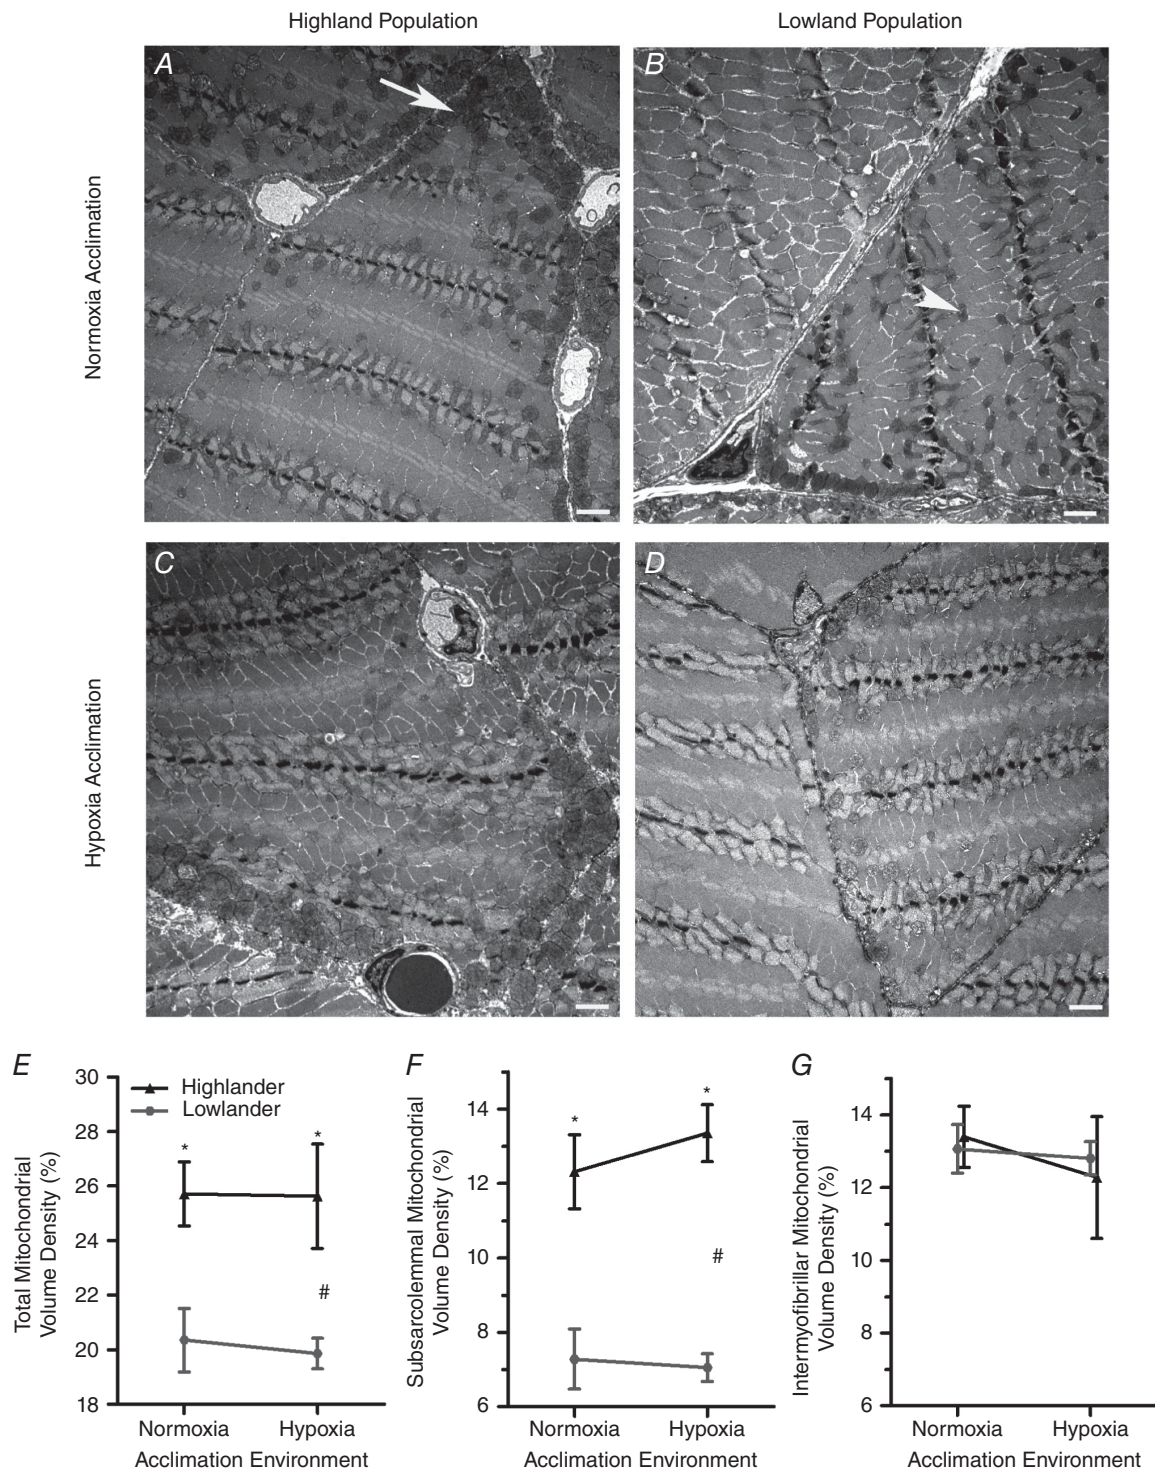 Highland Population
Lowland Population
A
B
Normoxia Acclimation
C
D
Hypoxia Acclimation
E
30
28
26
24
22
20
18
Total Mitochondrial
Volume Density (%)
Highlander
Lowlander
*
*
#
Normoxia
Hypoxia
Acclimation Environment
F
14
12
10
8
6
Subsarcolemmal Mitochondrial
Volume Density (%)
*
*
#
Normoxia
Hypoxia
Acclimation Environment
G
14
12
10
8
6
Intermyofibrillar Mitochondrial
Volume Density (%)
Normoxia
Hypoxia
Acclimation Environment